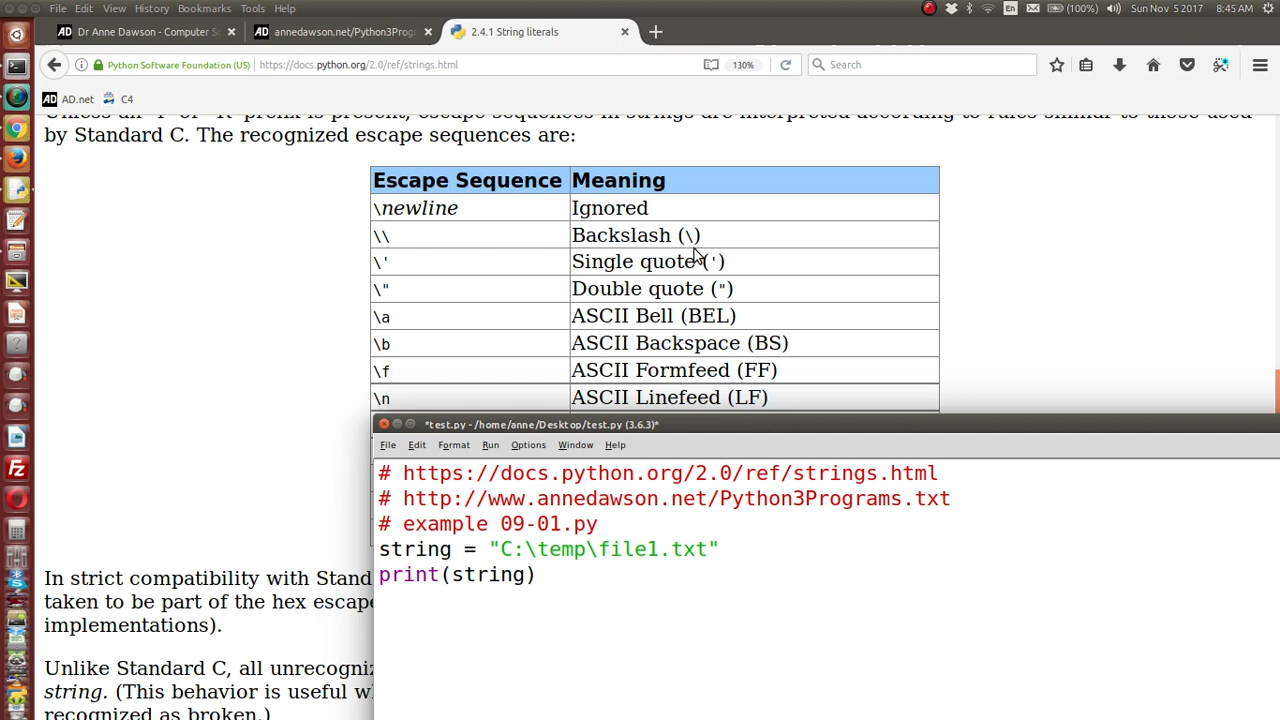 File Edit View History Bookmarks Tools Help
En (100%) Sun Nov 5 2017 8:45 AM
AD Dr Anne Dawson - Computer Sc
AD annedawson.net/Python3Progr
2.4.1 String literals
Python Software Foundation (US) https://docs.python.org/2.0/ref/strings.html 130% Search
AD AD.net C4
by Standard C. The recognized escape sequences are:
Escape Sequence Meaning
\newline Ignored
\\ Backslash (\)
\' Single quote (')
\" Double quote (")
\a ASCII Bell (BEL)
\b ASCII Backspace (BS)
\f ASCII Formfeed (FF)
\n ASCII Linefeed (LF)
*test.py - /home/anne/Desktop/test.py (3.6.3)*
File Edit Format Run Options Window Help
# https://docs.python.org/2.0/ref/strings.html
# http://www.annedawson.net/Python3Programs.txt
# example 09-01.py
string = "C:\temp\file1.txt"
print(string)
In strict compatibility with Stand
taken to be part of the hex escape
implementations).
Unlike Standard C, all unrecogniz
string. (This behavior is useful w
recognized as broken.)